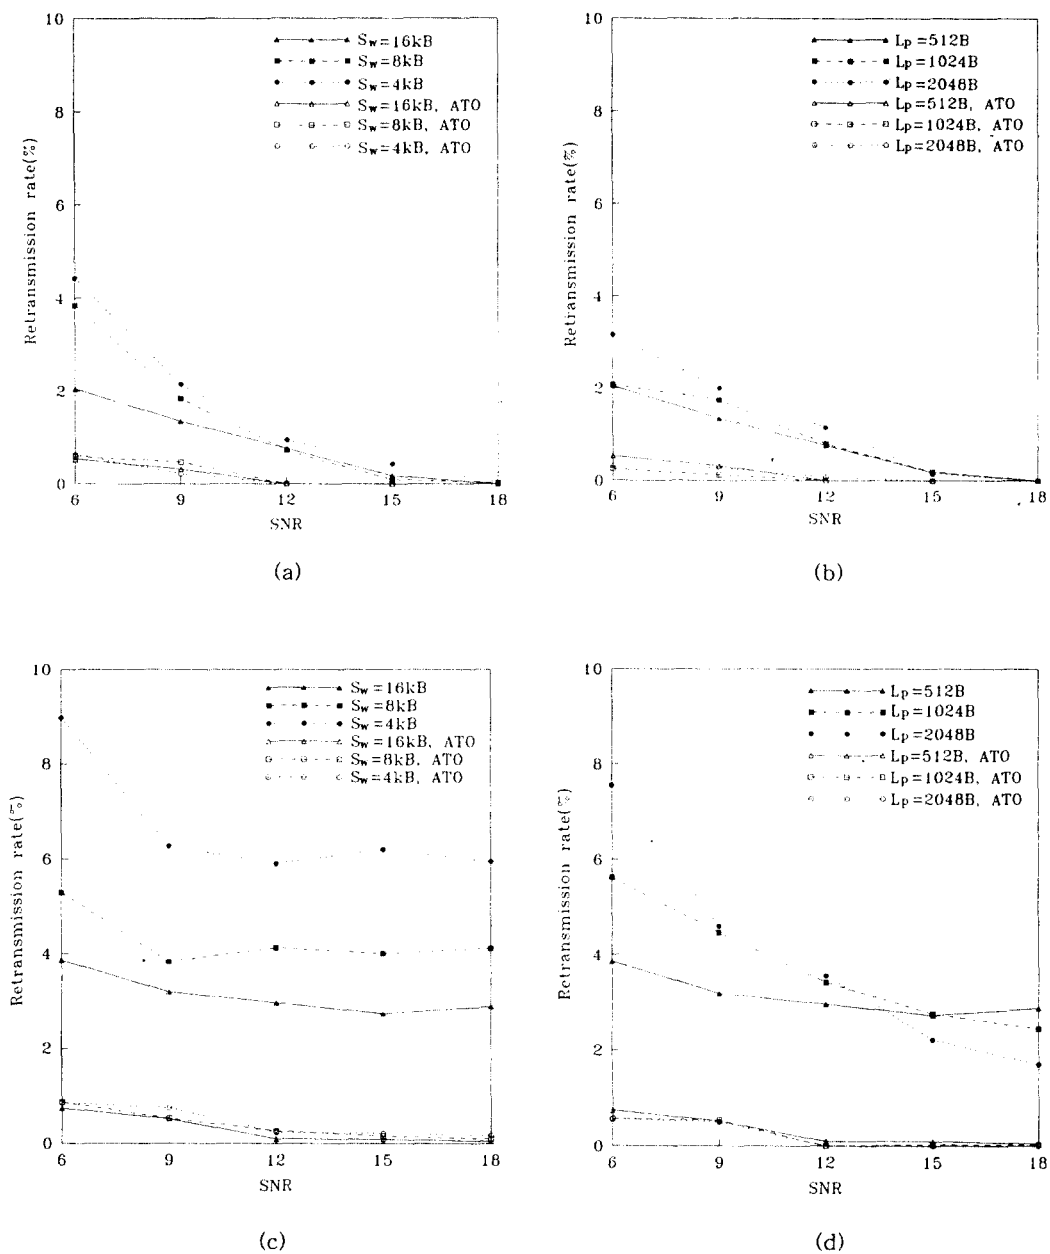 10
8
6
4
2
0
6
9
12
15
18
Retransmission rate(%)
SNR
Sw=16kB
Sw=8kB
Sw=4kB
Sw=16kB, ATO
Sw=8kB, ATO
Sw=4kB, ATO
(a)
10
8
6
4
2
0
6
9
12
15
18
Retransmission rate(%)
SNR
Lp=512B
Lp=1024B
Lp=2048B
Lp=512B, ATO
Lp=1024B, ATO
Lp=2048B, ATO
(b)
10
8
6
4
2
0
6
9
12
15
18
Retransmission rate(%)
SNR
Sw=16kB
Sw=8kB
Sw=4kB
Sw=16kB, ATO
Sw=8kB, ATO
Sw=4kB, ATO
(c)
10
8
6
4
2
0
6
9
12
15
18
Retransmission rate(%)
SNR
Lp=512B
Lp=1024B
Lp=2048B
Lp=512B, ATO
Lp=1024B, ATO
Lp=2048B, ATO
(d)